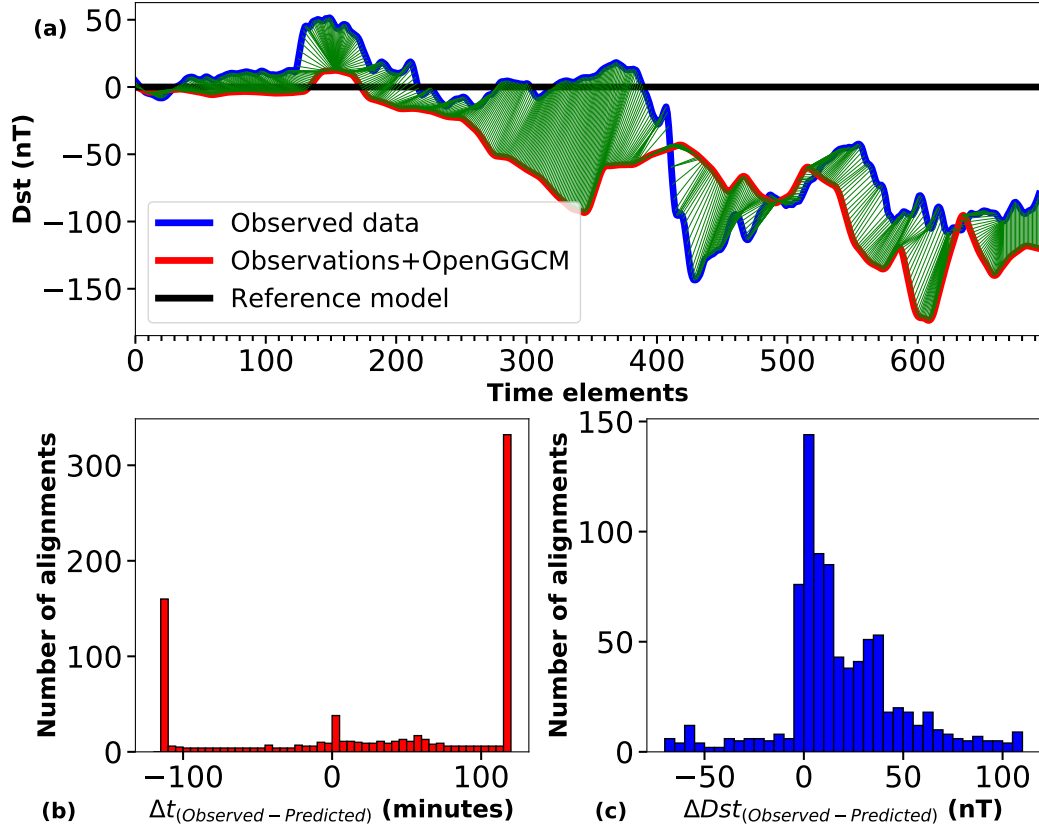 (a)
50
0
−50
−100
−150
Dst (nT)
Observed data
Observations+OpenGGCM
Reference model
0 100 200 300 400 500 600
Time elements
300
200
100
0
Number of alignments
−100 0 100
(b)
Δt(Observed − Predicted) (minutes)
150
100
50
0
Number of alignments
−50 0 50 100
(c)
ΔDst(Observed − Predicted) (nT)